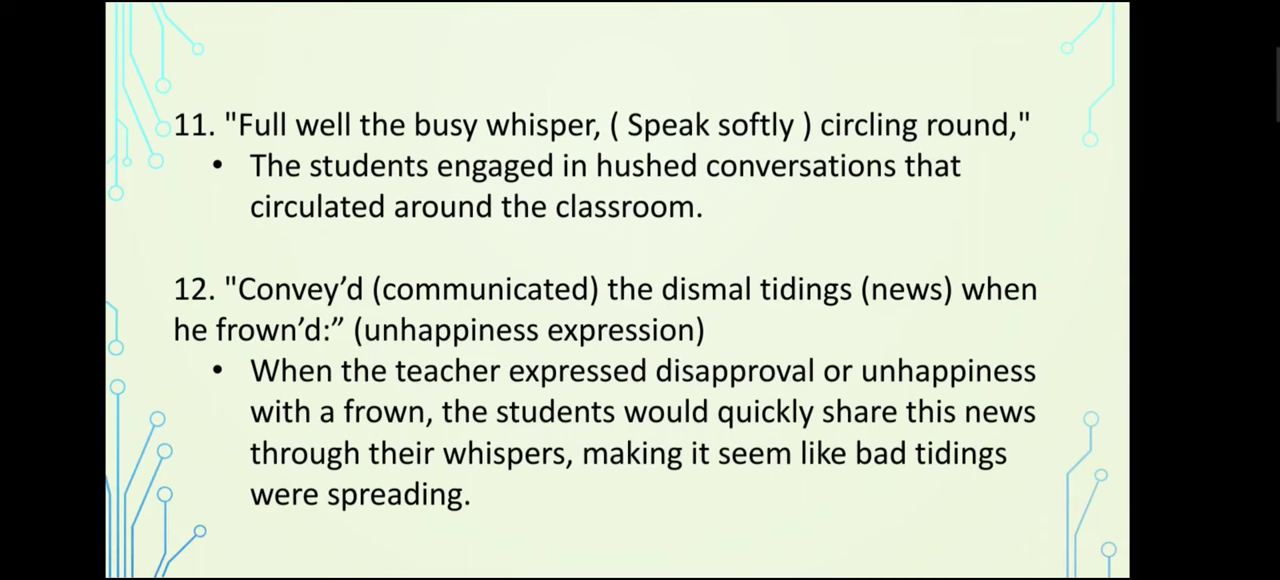 11. "Full well the busy whisper, ( Speak softly ) circling round,"
• The students engaged in hushed conversations that
circulated around the classroom.
12. "Convey’d (communicated) the dismal tidings (news) when
he frown’d:” (unhappiness expression)
• When the teacher expressed disapproval or unhappiness
with a frown, the students would quickly share this news
through their whispers, making it seem like bad tidings
were spreading.